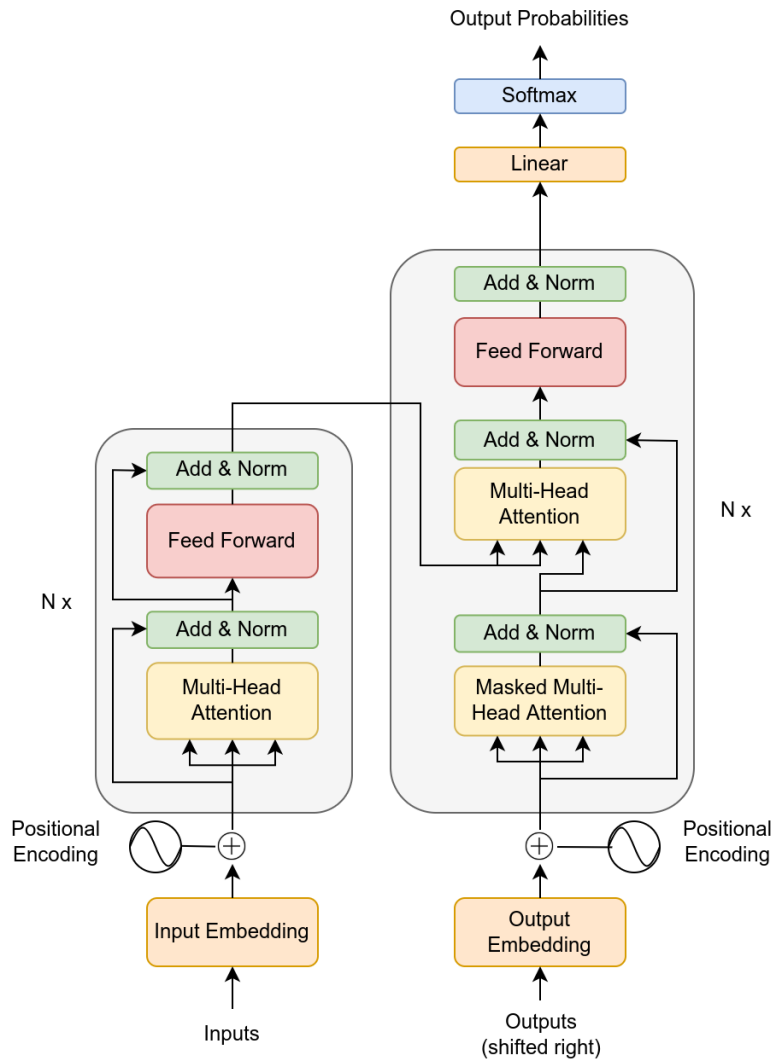 Output Probabilities
Softmax
Linear
Add & Norm
Feed Forward
Add & Norm
Multi-Head
Attention
N x
Add & Norm
Masked Multi-
Head Attention
Add & Norm
Feed Forward
N x
Add & Norm
Multi-Head
Attention
Positional
Encoding
Positional
Encoding
Input Embedding
Output
Embedding
Inputs
Outputs
(shifted right)